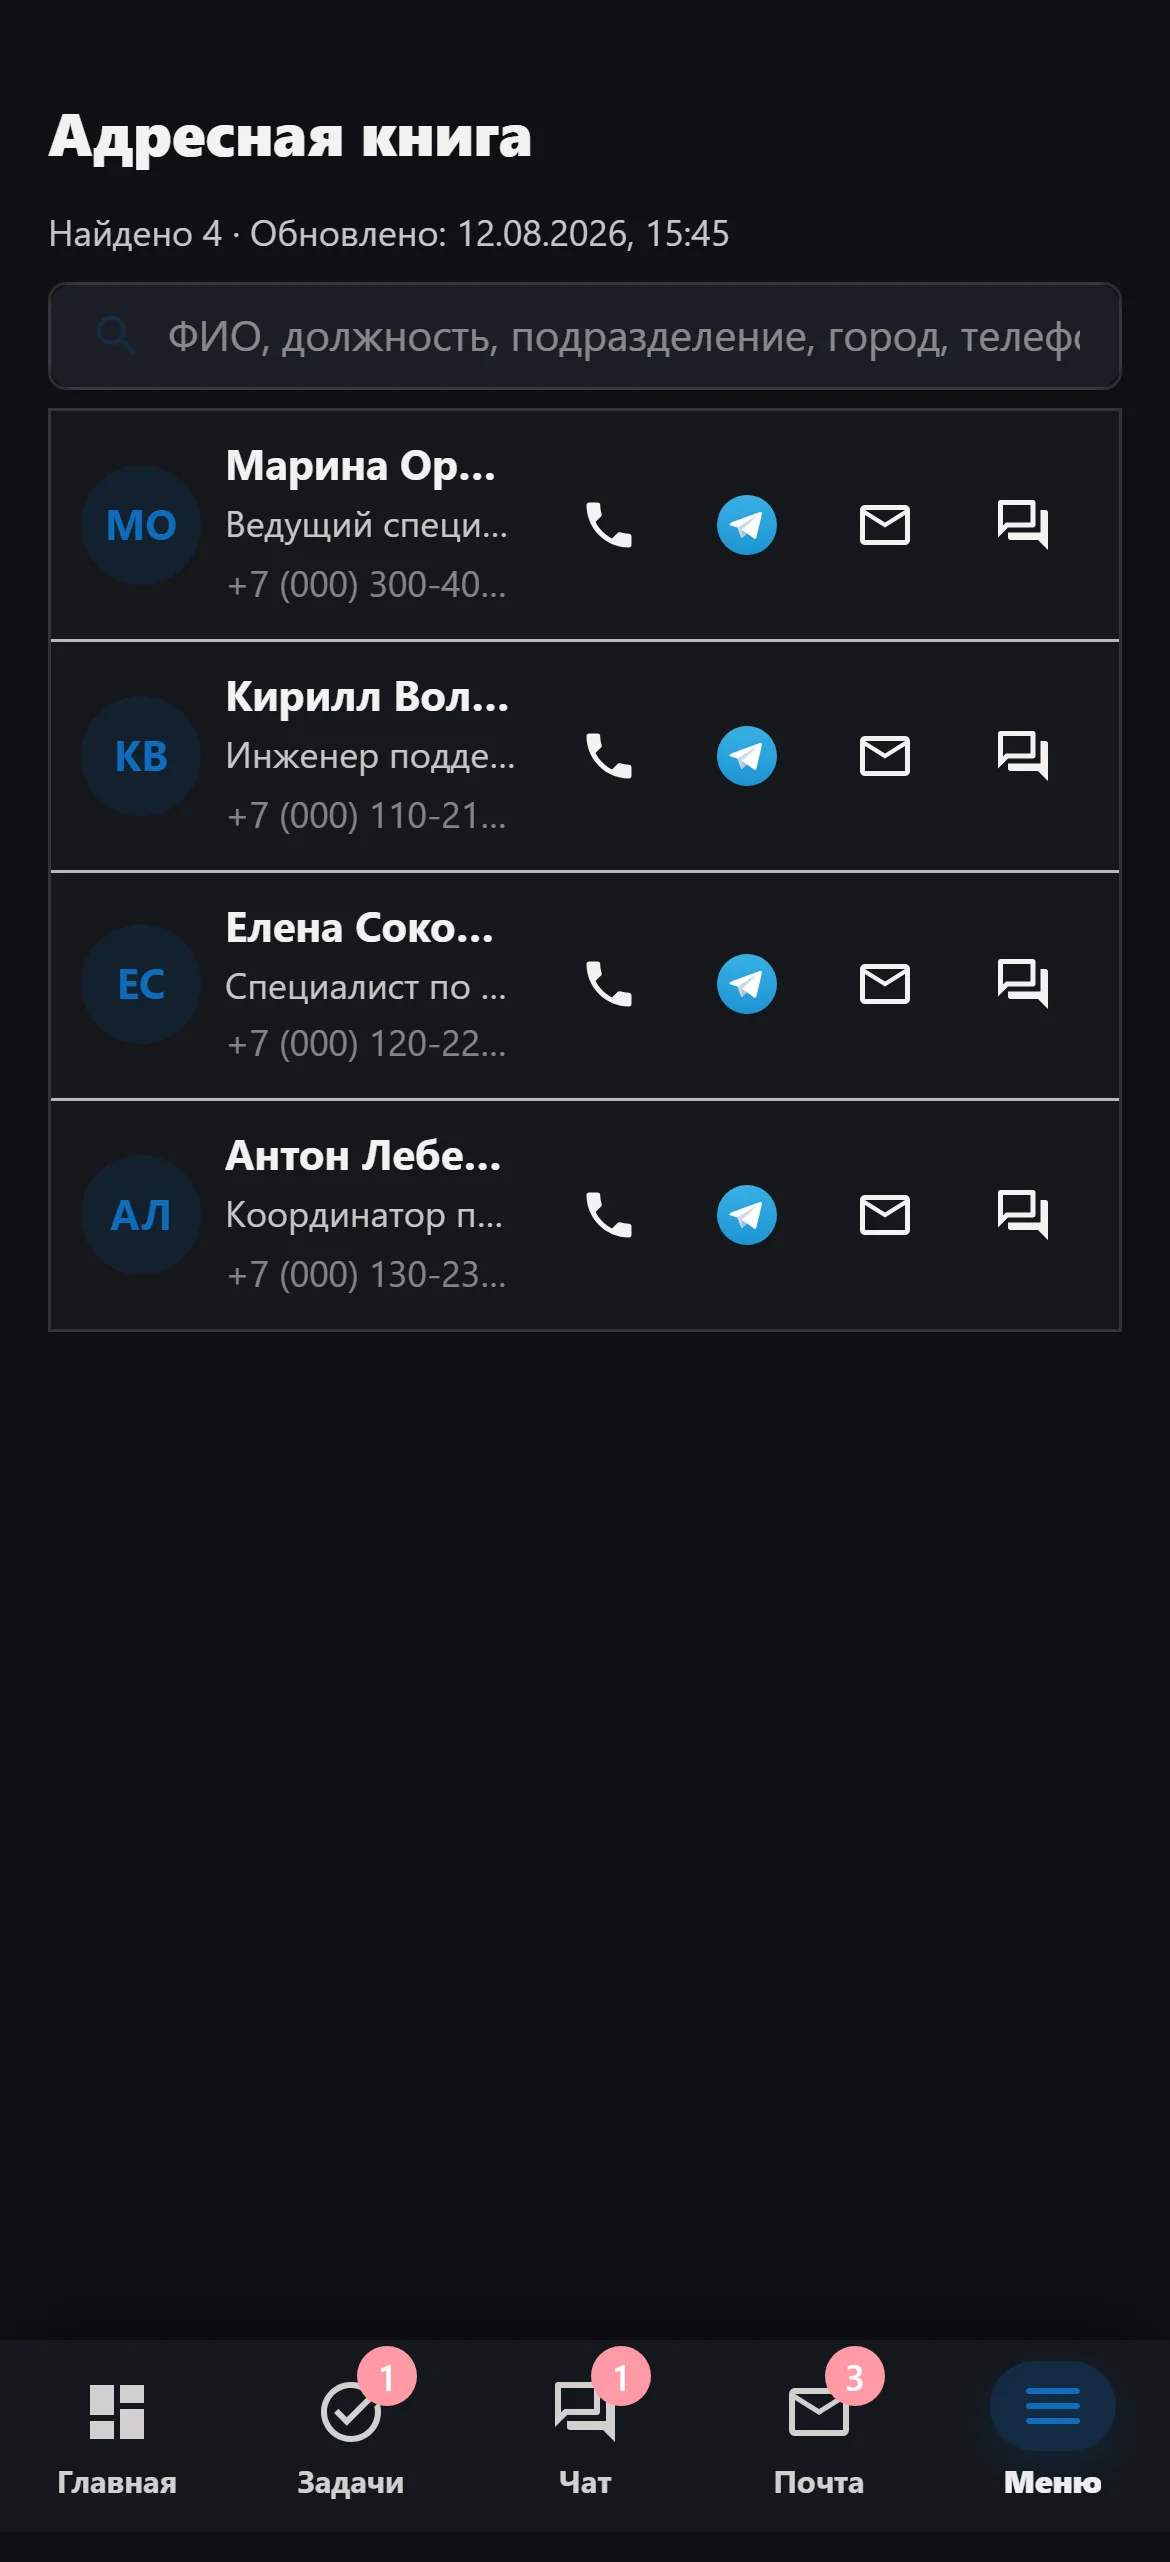 Адресная книга
Найдено 4 · Обновлено: 12.08.2026, 15:45
ФИО, должность, подразделение, город, телефо
МО
Марина Ор...
Ведущий специ...
+7 (000) 300-40...
КВ
Кирилл Вол...
Инженер подде...
+7 (000) 110-21...
ЕС
Елена Соко...
Специалист по ...
+7 (000) 120-22...
АЛ
Антон Лебе...
Координатор п...
+7 (000) 130-23...
1
1
3
Главная
Задачи
Чат
Почта
Меню